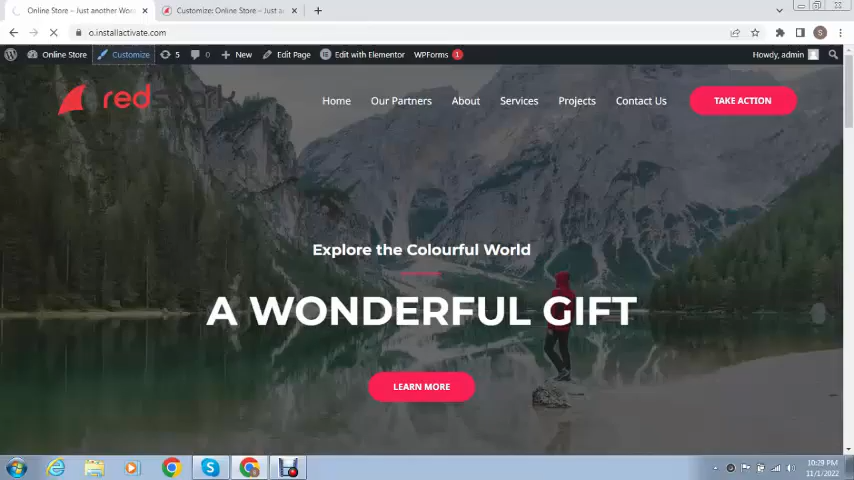 Online Store – Just another Wor
Customize: Online Store – Just a
o.installactivate.com
S
Online Store
Customize
5
0
New
Edit Page
Edit with Elementor
WPForms 1
Howdy, admin
redspark
Home
Our Partners
About
Services
Projects
Contact Us
TAKE ACTION
Explore the Colourful World
A WONDERFUL GIFT
LEARN MORE
10:29 PM
11/1/2022